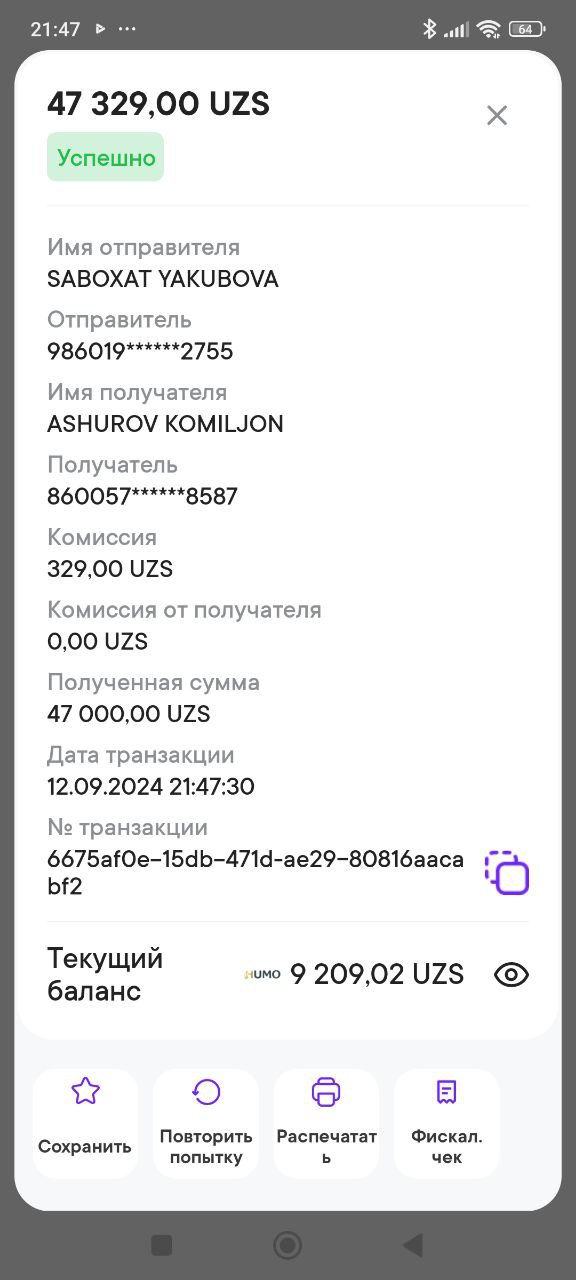 21:47
64
47 329,00 UZS
Успешно
Имя отправителя
SABOXAT YAKUBOVA
Отправитель
986019******2755
Имя получателя
ASHUROV KOMILJON
Получатель
860057******8587
Комиссия
329,00 UZS
Комиссия от получателя
0,00 UZS
Полученная сумма
47 000,00 UZS
Дата транзакции
12.09.2024 21:47:30
№ транзакции
6675af0e-15db-471d-ae29-80816aaca
bf2
Текущий
баланс
HUMO 9 209,02 UZS
Сохранить
Повторить
попытку
Распечатат
ь
Фискал.
чек